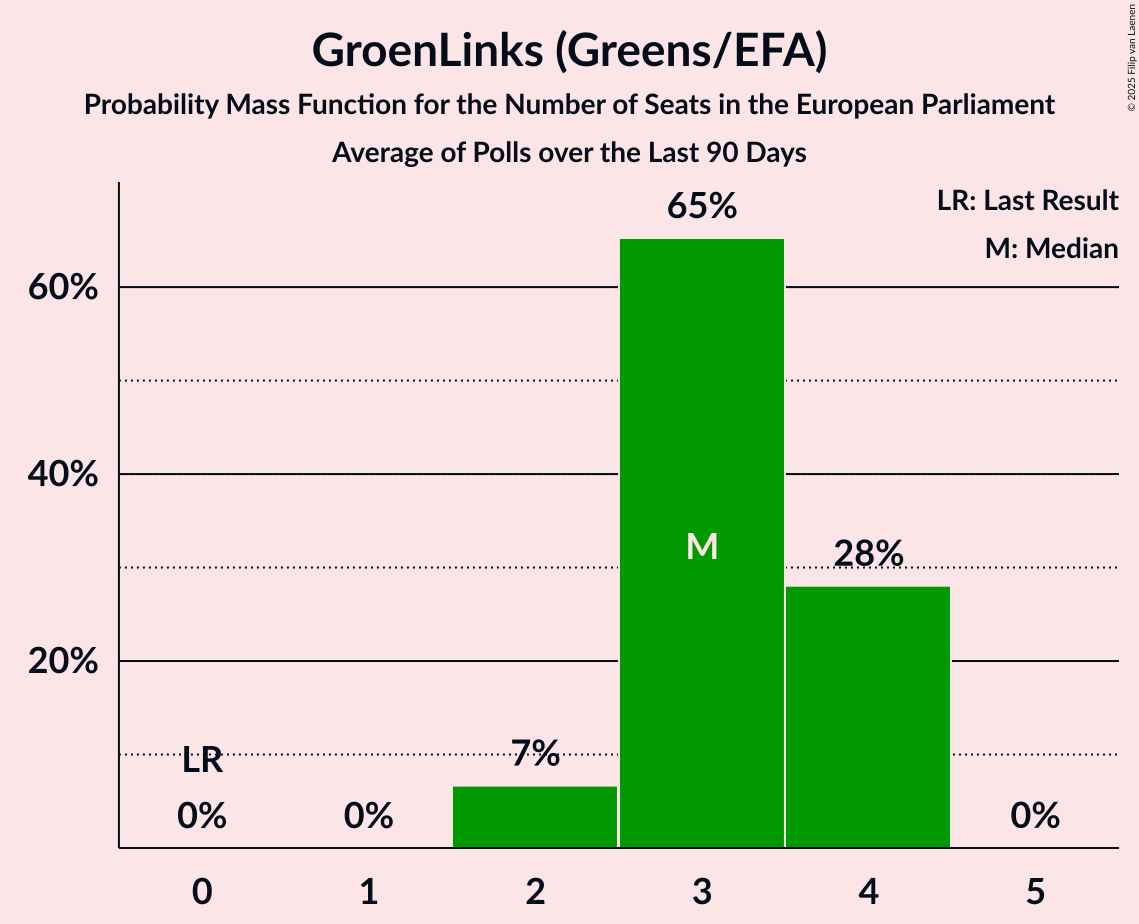 GroenLinks (Greens/EFA)
Probability Mass Function for the Number of Seats in the European Parliament
Average of Polls over the Last 90 Days
© 2025 Filip van Laenen
LR: Last Result
M: Median
65%
60%
40%
M
28%
20%
LR
7%
0%
0%
0%
0
1
2
3
4
5